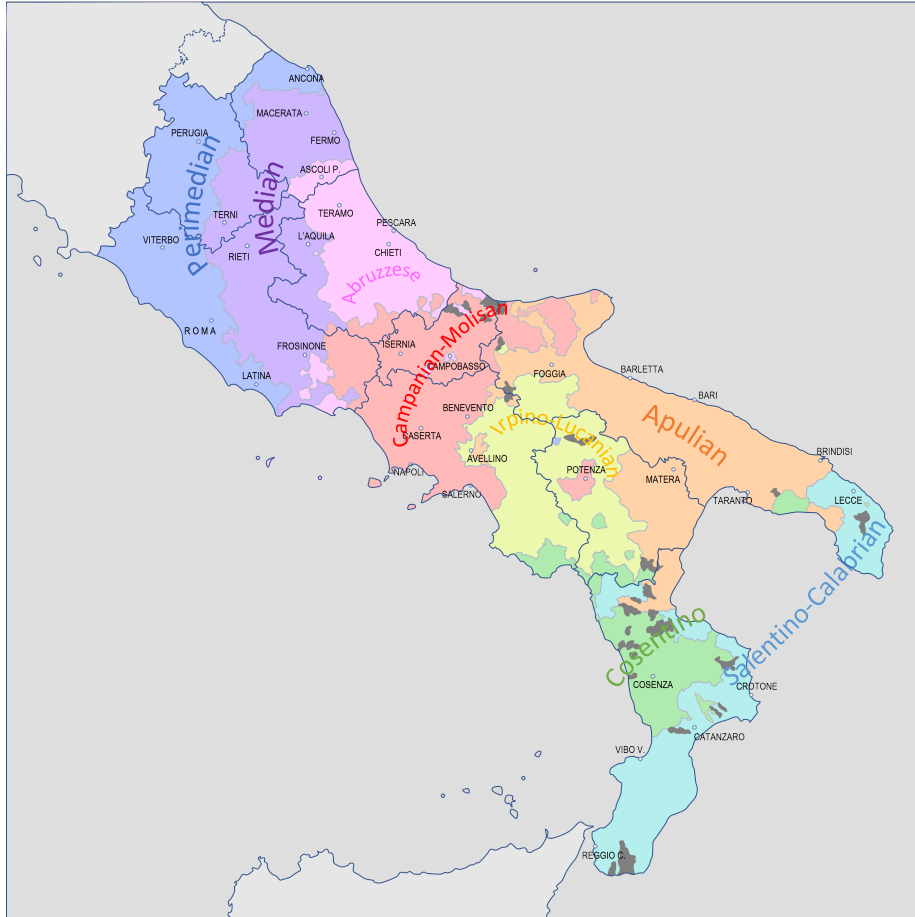 ANCONA
MACERATA
PERUGIA
FERMO
ASCOLI P.
Perimedian
Median
TERAMO
TERNI
PESCARA
VITERBO
L'AQUILA
CHIETI
RIETI
Abruzzese
ROMA
Campanian-Molisan
ISERNIA
FROSINONE
CAMPOBASSO
LATINA
FOGGIA
BARLETTA
BARI
BENEVENTO
Irpino-Lucanian
Apulian
CASERTA
AVELLINO
BRINDISI
NAPOLI
POTENZA
MATERA
SALERNO
TARANTO
LECCE
Salentino-Calabrian
Cosentino
COSENZA
CROTONE
CATANZARO
VIBO V.
REGGIO C.